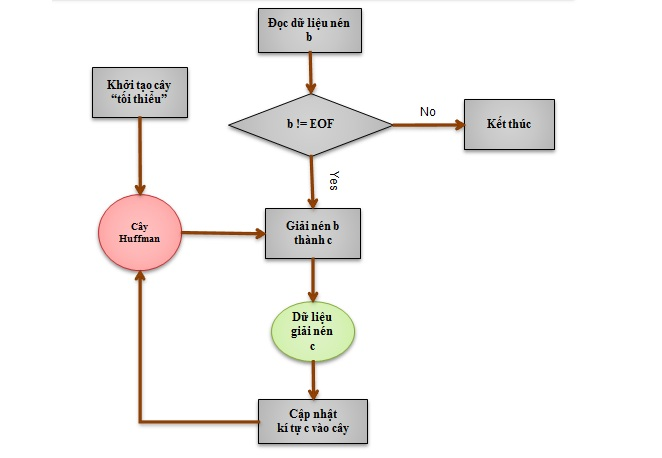 Đọc dữ liệu nén
b
Khởi tạo cây
“tối thiểu”
b != EOF
No
Kết thúc
Yes
Cây
Huffman
Giải nén b
thành c
Dữ liệu
giải nén
c
Cập nhật
kí tự c vào cây